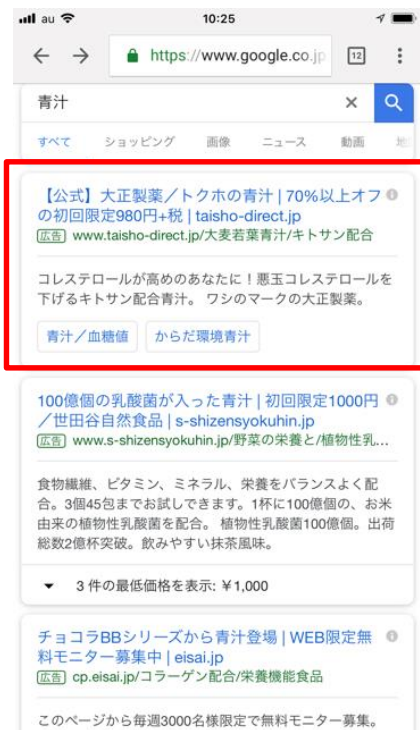 au 10:25
https://www.google.co.jp 12
青汁
すべて ショッピング 画像 ニュース 動画
【公式】大正製薬／トクホの青汁 | 70%以上オフ
の初回限定980円+税 | taisho-direct.jp
広告 www.taisho-direct.jp/大麦若葉青汁/キトサン配合
コレステロールが高めのあなたに！悪玉コレステロールを
下げるキトサン配合青汁。 ワシのマークの大正製薬。
青汁／血糖値 からだ環境青汁
100億個の乳酸菌が入った青汁 | 初回限定1000円
／世田谷自然食品 | s-shizensyokuhin.jp
広告 www.s-shizensyokuhin.jp/野菜の栄養と/植物性乳...
食物繊維、ビタミン、ミネラル、栄養をバランスよく配
合。3個45包までお試しできます。1杯に100億個の、お米
由来の植物性乳酸菌を配合。 植物性乳酸菌100億個。出荷
総数2億杯突破。飲みやすい抹茶風味。
3 件の最低価格を表示: ￥1,000
チョコラBBシリーズから青汁登場 | WEB限定無
料モニター募集中 | eisai.jp
広告 cp.eisai.jp/コラーゲン配合/栄養機能食品
このページから毎週3000名様限定で無料モニター募集。